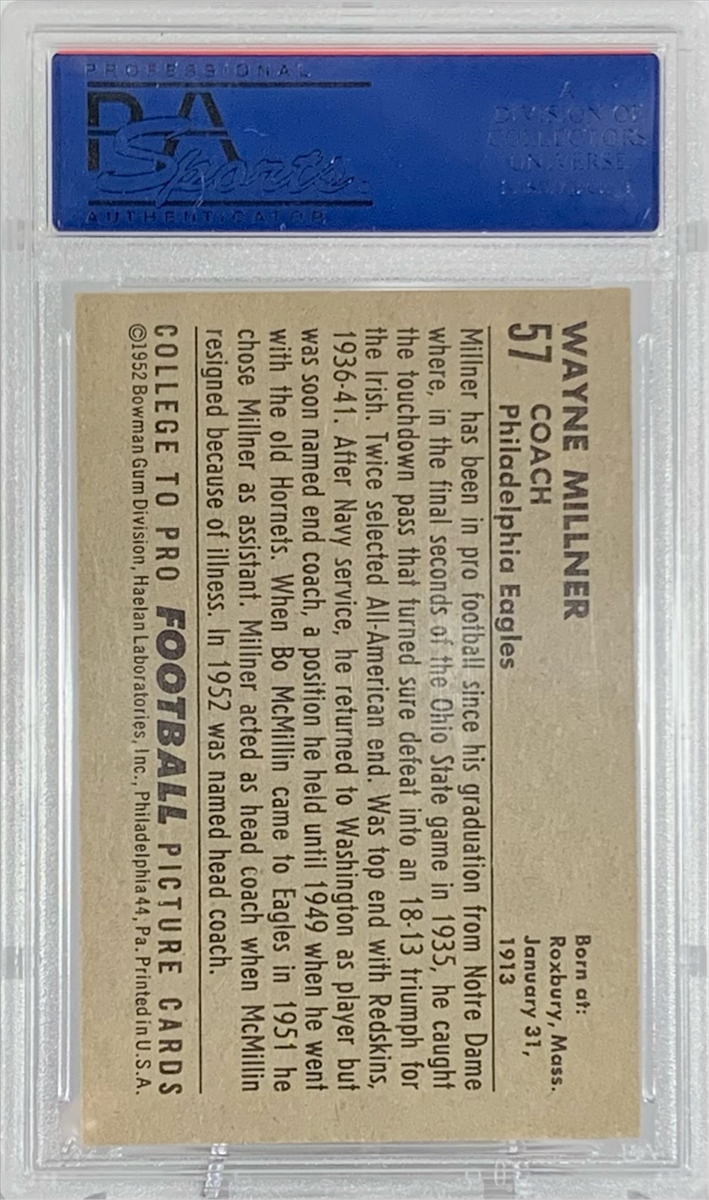 PROFESSIONAL
PSA
Sports
AUTHENTICATOR
A
DIVISION OF
COLLECTORS
UNIVERSE
WAYNE MILLNER
57 COACH
Philadelphia Eagles
Born at:
Roxbury, Mass.
January 31,
1913
Millner has been in pro football since his graduation from Notre Dame
where, in the final seconds of the Ohio State game in 1935, he caught
the touchdown pass that turned sure defeat into an 18-13 triumph for
the Irish. Twice selected All-American end. Was top end with Redskins,
1936-41. After Navy service, he returned to Washington as player but
was soon named end coach, a position he held until 1949 when he went
with the old Hornets. When Bo McMillin came to Eagles in 1951 he
chose Millner as assistant. Millner acted as head coach when McMillin
resigned because of illness. In 1952 was named head coach.
COLLEGE TO PRO FOOTBALL PICTURE CARDS
©1952 Bowman Gum Division, Haelan Laboratories, Inc., Philadelphia 44, Pa. Printed in U.S.A.